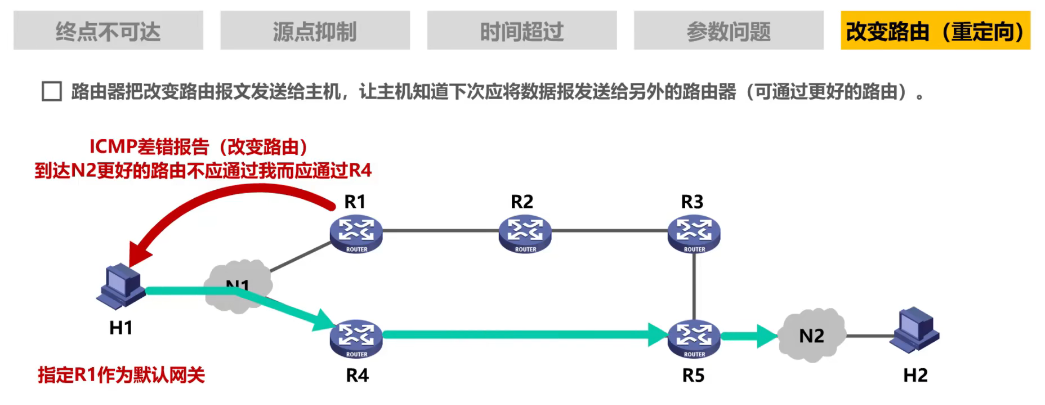 终点不可达
源点抑制
时间超过
参数问题
改变路由（重定向）
路由器把改变路由报文发送给主机，让主机知道下次应将数据报发送给另外的路由器（可通过更好的路由）。
ICMP差错报告（改变路由）
到达N2更好的路由不应通过我而应通过R4
R1
R2
R3
ROUTER
ROUTER
ROUTER
N1
H1
ROUTER
ROUTER
N2
R4
R5
H2
指定R1作为默认网关